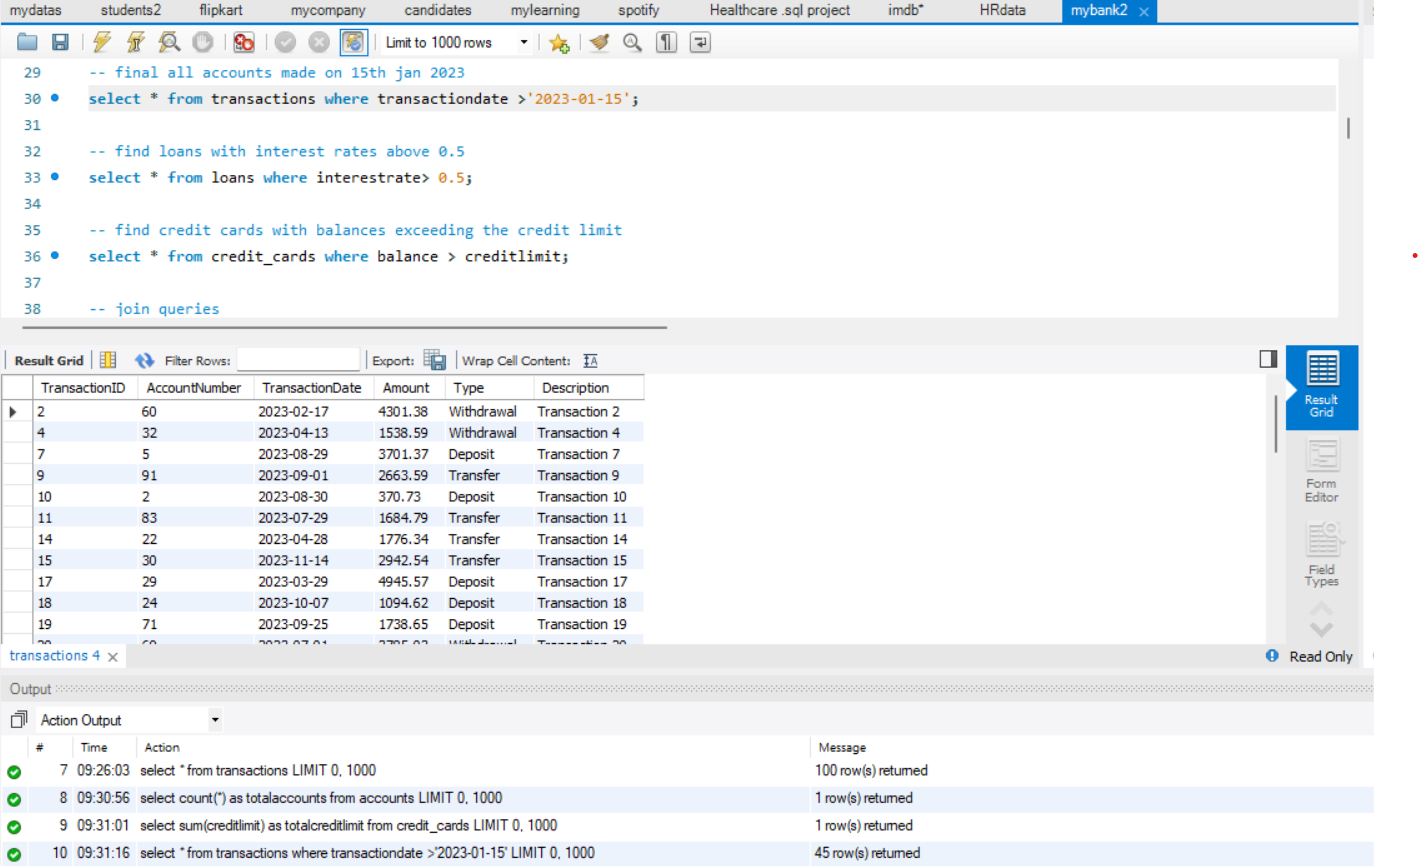 mydatas students2 flipkart mycompany candidates mylearning spotify Healthcare .sql project imdb* HRdata mybank2
Limit to 1000 rows
29 -- final all accounts made on 15th jan 2023
30 select * from transactions where transactiondate >'2023-01-15';
31
32 -- find loans with interest rates above 0.5
33 select * from loans where interestrate> 0.5;
34
35 -- find credit cards with balances exceeding the credit limit
36 select * from credit_cards where balance > creditlimit;
37
38 -- join queries
Result Grid Filter Rows: Export: Wrap Cell Content:
TransactionID AccountNumber TransactionDate Amount Type Description
2 60 2023-02-17 4301.38 Withdrawal Transaction 2
4 32 2023-04-13 1538.59 Withdrawal Transaction 4
7 5 2023-08-29 3701.37 Deposit Transaction 7
9 91 2023-09-01 2663.59 Transfer Transaction 9
10 2 2023-08-30 370.73 Deposit Transaction 10
11 83 2023-07-29 1684.79 Transfer Transaction 11
14 22 2023-04-28 1776.34 Transfer Transaction 14
15 30 2023-11-14 2942.54 Transfer Transaction 15
17 29 2023-03-29 4945.57 Deposit Transaction 17
18 24 2023-10-07 1094.62 Deposit Transaction 18
19 71 2023-09-25 1738.65 Deposit Transaction 19
Result
Grid
Form
Editor
Field
Types
transactions 4
Read Only
Output
Action Output
# Time Action Message
7 09:26:03 select * from transactions LIMIT 0, 1000 100 row(s) returned
8 09:30:56 select count(*) as totalaccounts from accounts LIMIT 0, 1000 1 row(s) returned
9 09:31:01 select sum(creditlimit) as totalcreditlimit from credit_cards LIMIT 0, 1000 1 row(s) returned
10 09:31:16 select * from transactions where transactiondate >'2023-01-15' LIMIT 0, 1000 45 row(s) returned